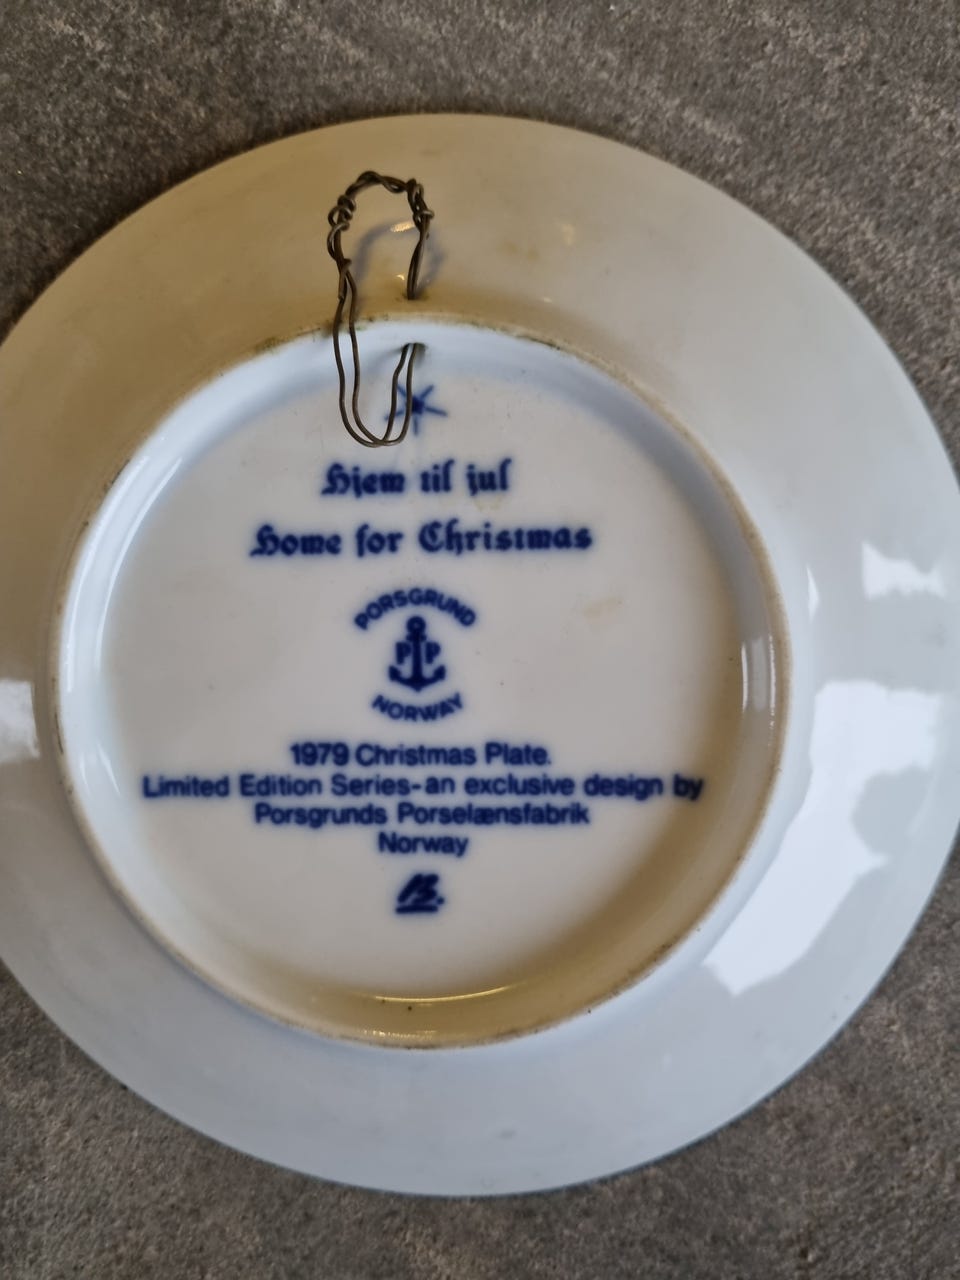 Hjem til jul
Home for Christmas
PORSGRUND
PP
NORWAY
1979 Christmas Plate.
Limited Edition Series-an exclusive design by
Porsgrunds Porselænsfabrik
Norway